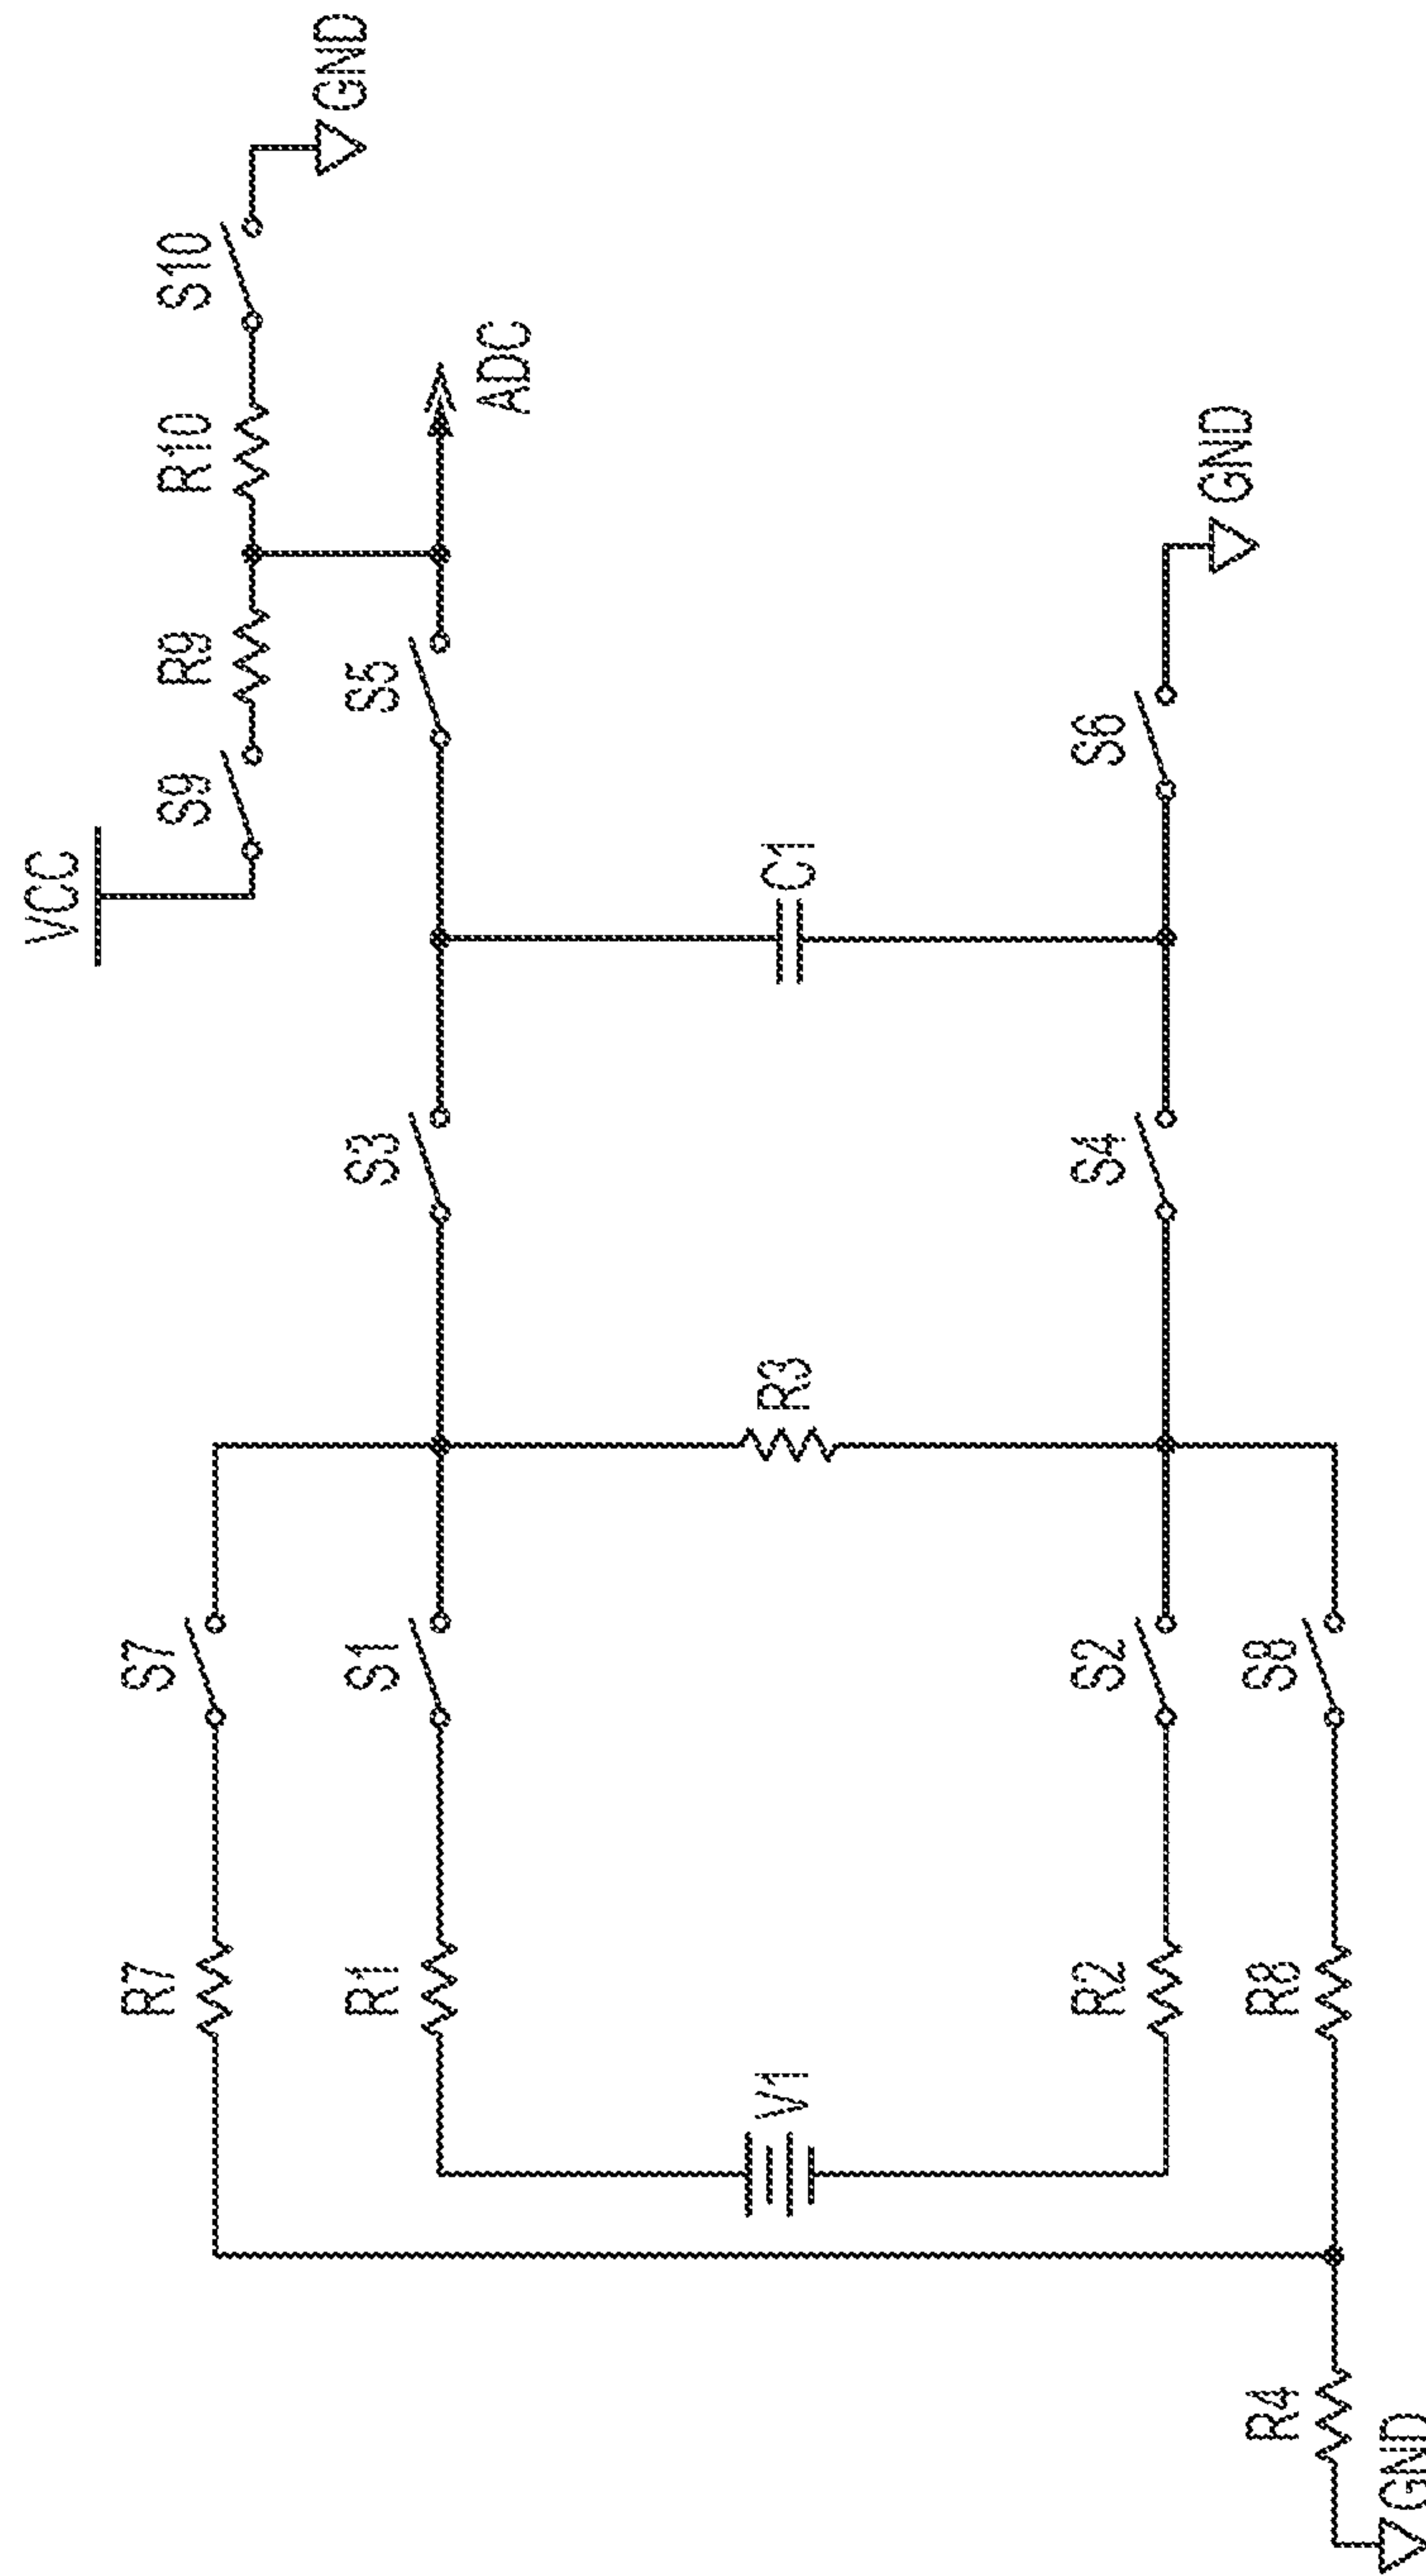 VCC
S9
R9
R10
S10
GND
S7
R7
S1
R1
S3
S5
ADC
V1
R3
C1
S2
R2
S4
S6
GND
S8
R8
R4
GND